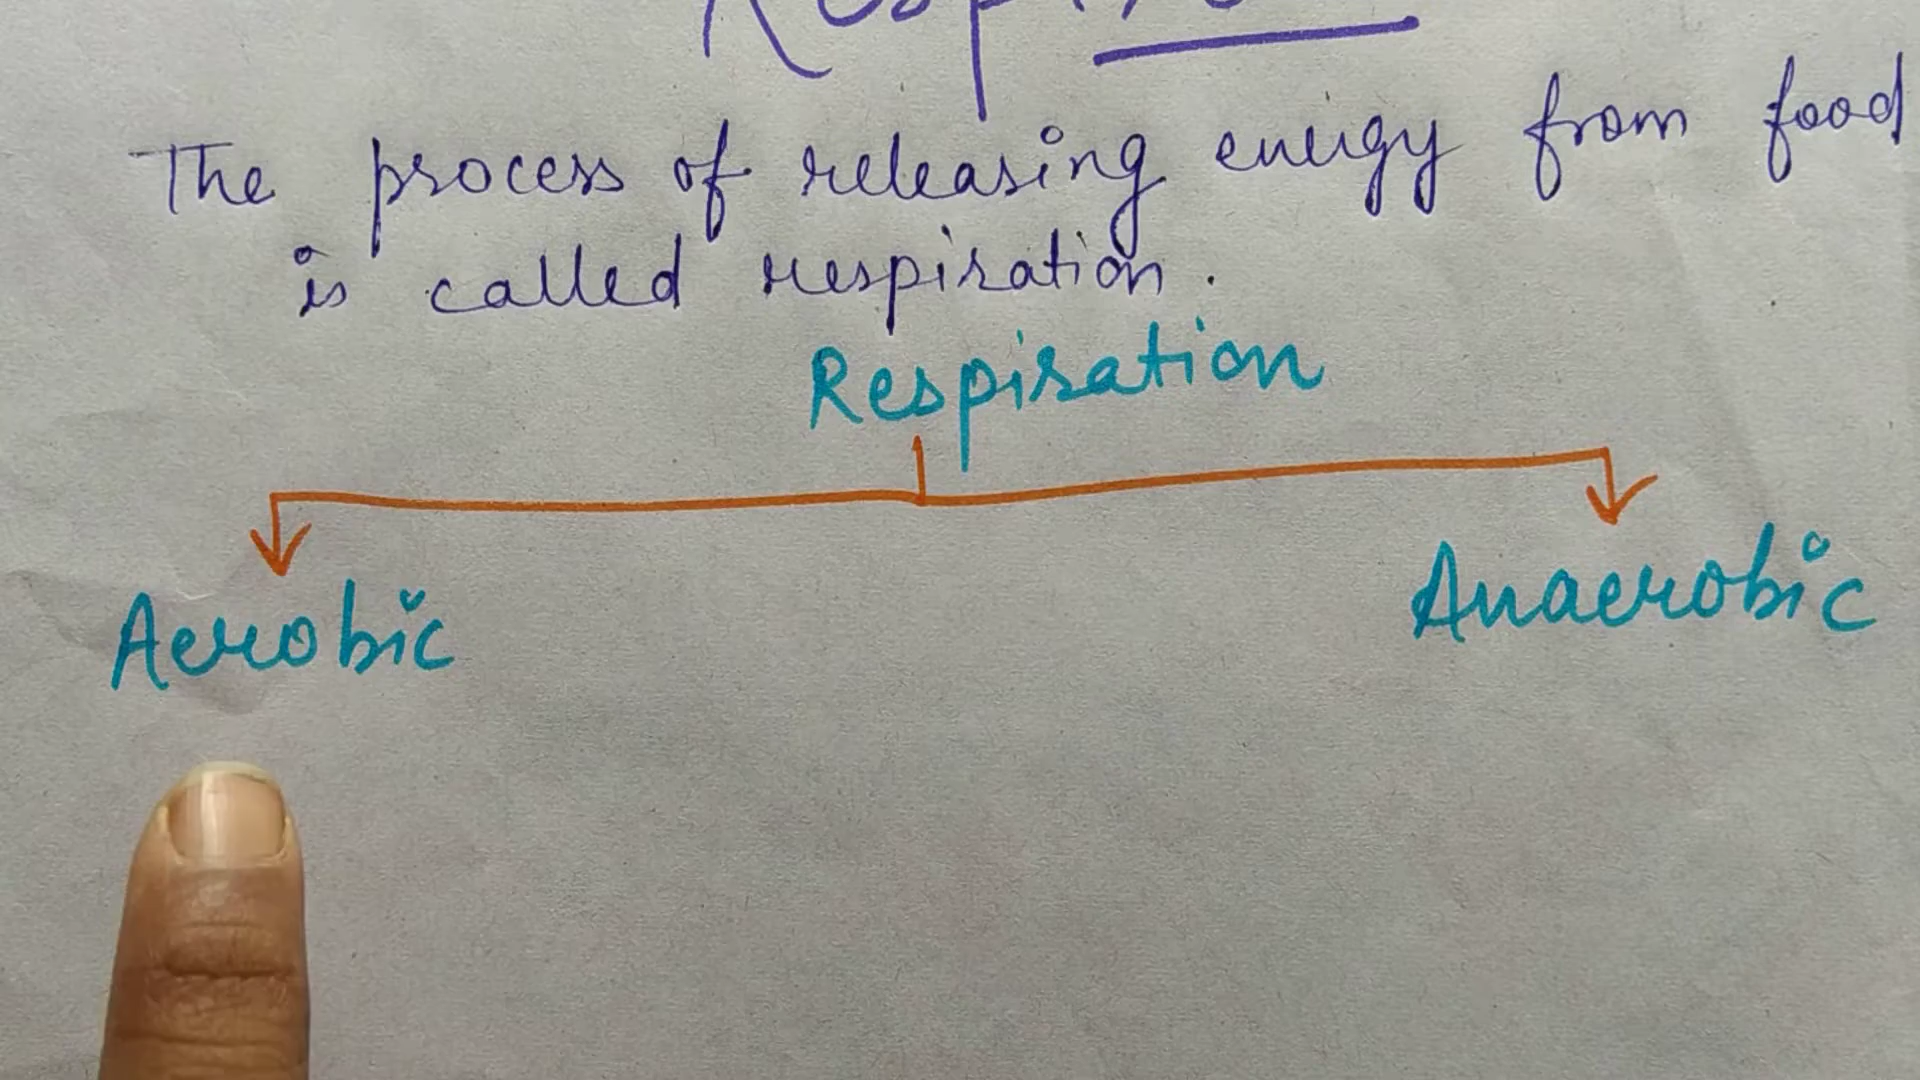 The process of releasing energy from food
is called respiration.
Respiration
Aerobic
Anaerobic